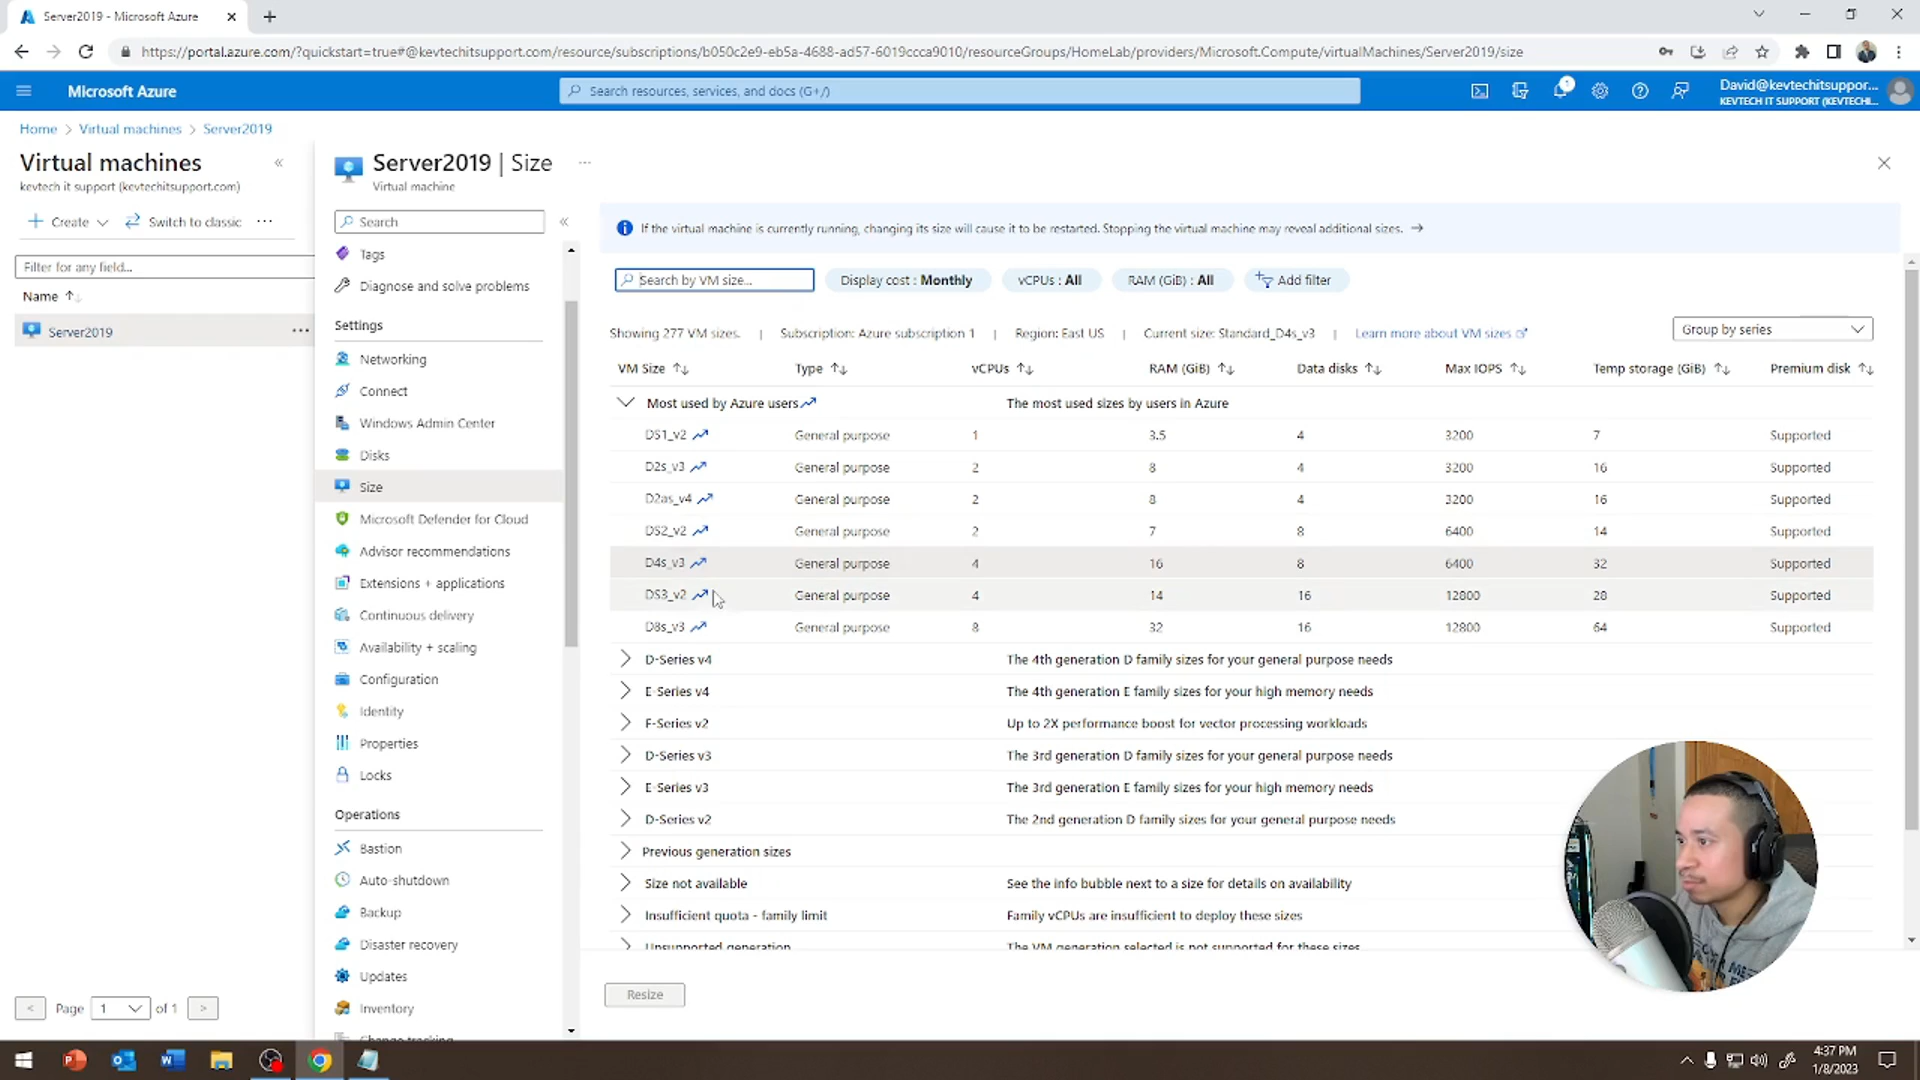 Server2019 - Microsoft Azure
https://portal.azure.com/?quickstart=true#@kevtechitsupport.com/resource/subscriptions/b050c2e9-eb5a-4688-ad57-6019ccca9010/resourceGroups/HomeLab/providers/Microsoft.Compute/virtualMachines/Server2019/size
Microsoft Azure
Search resources, services, and docs (G+/)
David@kevtechitsuppor...
KEVTECH IT SUPPORT (KEVTECHI...
Home > Virtual machines > Server2019
Virtual machines
kevtech it support (kevtechitsupport.com)
+ Create
Switch to classic
Filter for any field...
Name
Server2019
Page 1 of 1
Server2019 | Size
Virtual machine
Search
Tags
Diagnose and solve problems
Settings
Networking
Connect
Windows Admin Center
Disks
Size
Microsoft Defender for Cloud
Advisor recommendations
Extensions + applications
Continuous delivery
Availability + scaling
Configuration
Identity
Properties
Locks
Operations
Bastion
Auto-shutdown
Backup
Disaster recovery
Updates
Inventory
Change tracking
If the virtual machine is currently running, changing its size will cause it to be restarted. Stopping the virtual machine may reveal additional sizes. →
Search by VM size...
Display cost : Monthly
vCPUs : All
RAM (GiB) : All
Add filter
Showing 277 VM sizes. | Subscription: Azure subscription 1 | Region: East US | Current size: Standard_D4s_v3 | Learn more about VM sizes
Group by series
VM Size Type vCPUs RAM (GiB) Data disks Max IOPS Temp storage (GiB) Premium disk
Most used by Azure users The most used sizes by users in Azure
DS1_v2 General purpose 1 3.5 4 3200 7 Supported
D2s_v3 General purpose 2 8 4 3200 16 Supported
D2as_v4 General purpose 2 8 4 3200 16 Supported
DS2_v2 General purpose 2 7 8 6400 14 Supported
D4s_v3 General purpose 4 16 8 6400 32 Supported
DS3_v2 General purpose 4 14 16 12800 28 Supported
D8s_v3 General purpose 8 32 16 12800 64 Supported
D-Series v4 The 4th generation D family sizes for your general purpose needs
E-Series v4 The 4th generation E family sizes for your high memory needs
F-Series v2 Up to 2X performance boost for vector processing workloads
D-Series v3 The 3rd generation D family sizes for your general purpose needs
E-Series v3 The 3rd generation E family sizes for your high memory needs
D-Series v2 The 2nd generation D family sizes for your general purpose needs
Previous generation sizes
Size not available See the info bubble next to a size for details on availability
Insufficient quota - family limit Family vCPUs are insufficient to deploy these sizes
Unsupported generation The VM generation selected is not supported for these sizes
Resize
4:37 PM
1/8/2023